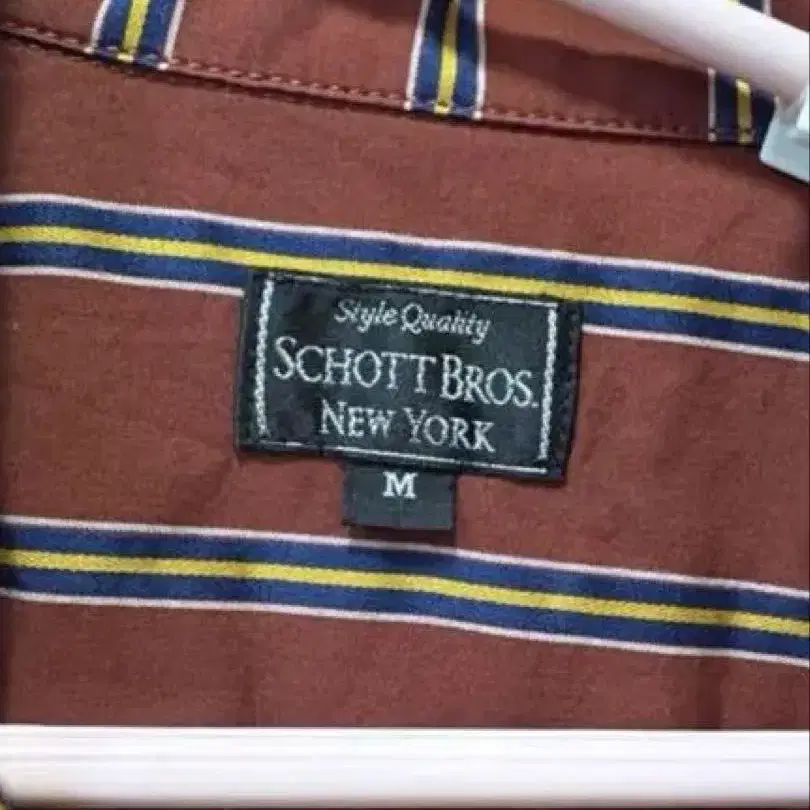 Style Quality
SCHOTT BROS.
NEW YORK
M